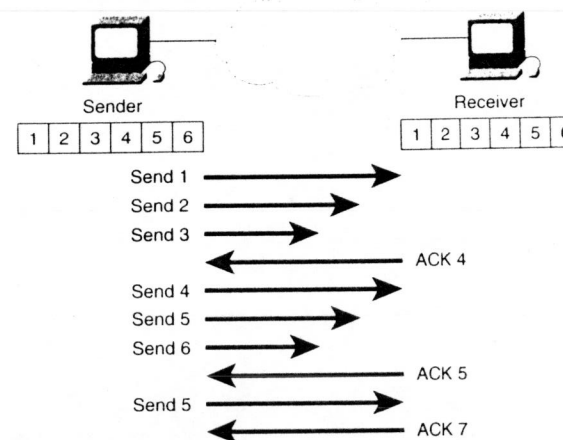 Sender
Receiver
1 2 3 4 5 6
1 2 3 4 5 6
Send 1
Send 2
Send 3
ACK 4
Send 4
Send 5
Send 6
ACK 5
Send 5
ACK 7